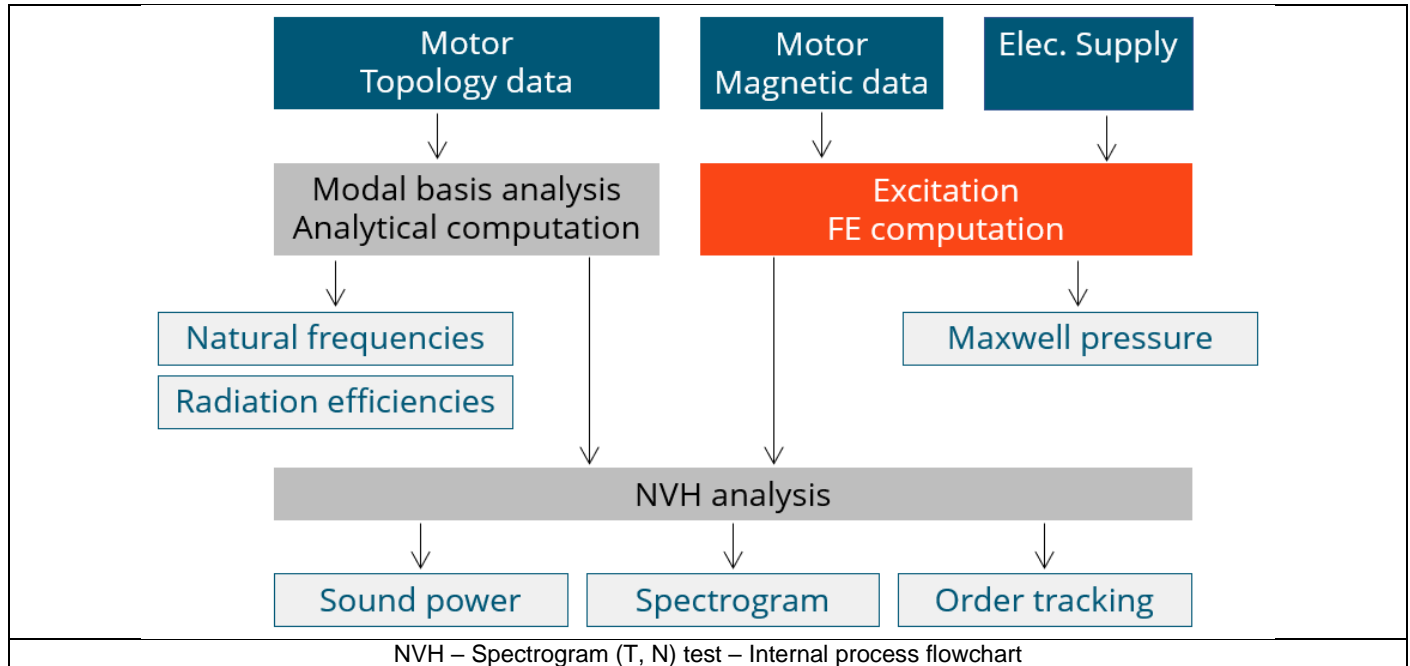 Motor
Topology data
Motor
Magnetic data
Elec. Supply
Modal basis analysis
Analytical computation
Excitation
FE computation
Natural frequencies
Radiation efficiencies
Maxwell pressure
NVH analysis
Sound power
Spectrogram
Order tracking
NVH – Spectrogram (T, N) test – Internal process flowchart